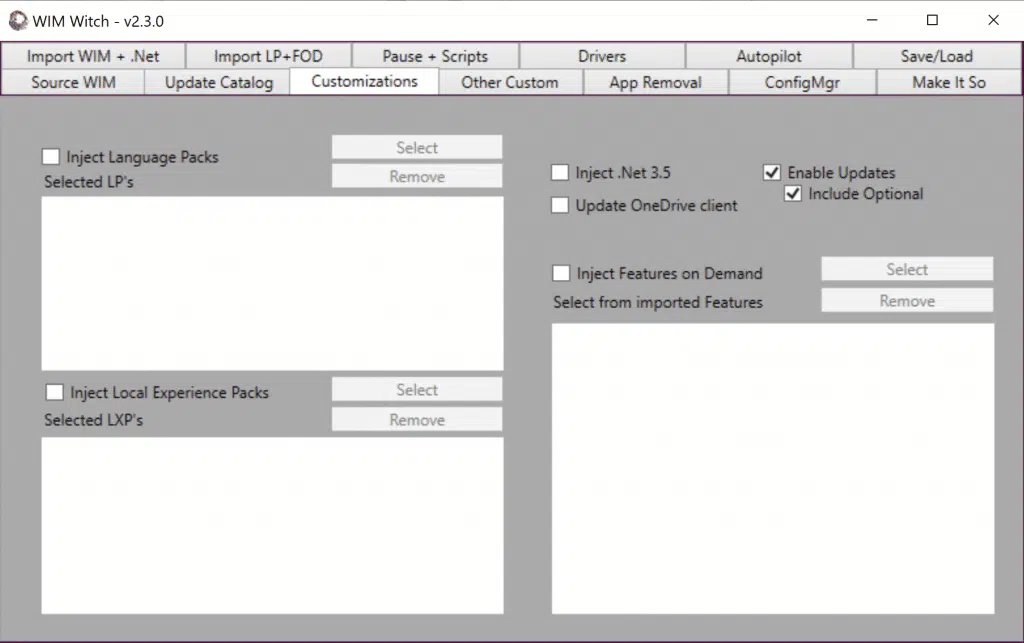 WIM Witch - v2.3.0
Import WIM + .Net Import LP+FOD Pause + Scripts Drivers Autopilot Save/Load
Source WIM Update Catalog Customizations Other Custom App Removal ConfigMgr Make It So
Inject Language Packs Select
Selected LP's Remove
Inject .Net 3.5 Enable Updates
Include Optional
Update OneDrive client
Inject Features on Demand Select
Select from imported Features Remove
Inject Local Experience Packs Select
Selected LXP's Remove